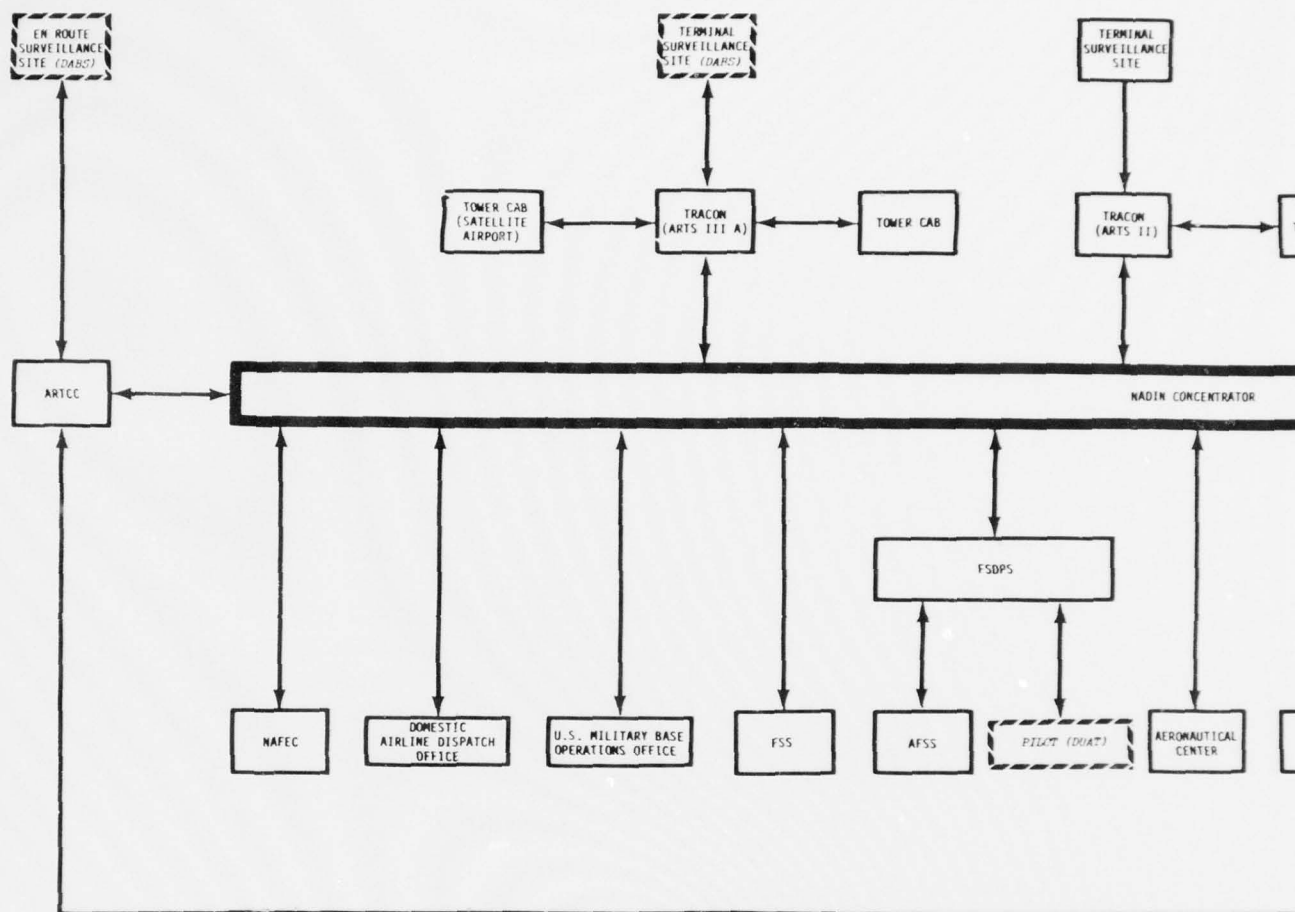 EN ROUTE
SURVEILLANCE
SITE (DABS)
TERMINAL
SURVEILLANCE
SITE (DABS)
TERMINAL
SURVEILLANCE
SITE
TOWER CAB
(SATELLITE
AIRPORT)
TRACON
(ARTS III A)
TOWER CAB
TRACON
(ARTS II)
ARTCC
NADIN CONCENTRATOR
FSDPS
NAFEC
DOMESTIC
AIRLINE DISPATCH
OFFICE
U.S. MILITARY BASE
OPERATIONS OFFICE
FSS
AFSS
PILOT (DUAT)
AERONAUTICAL
CENTER